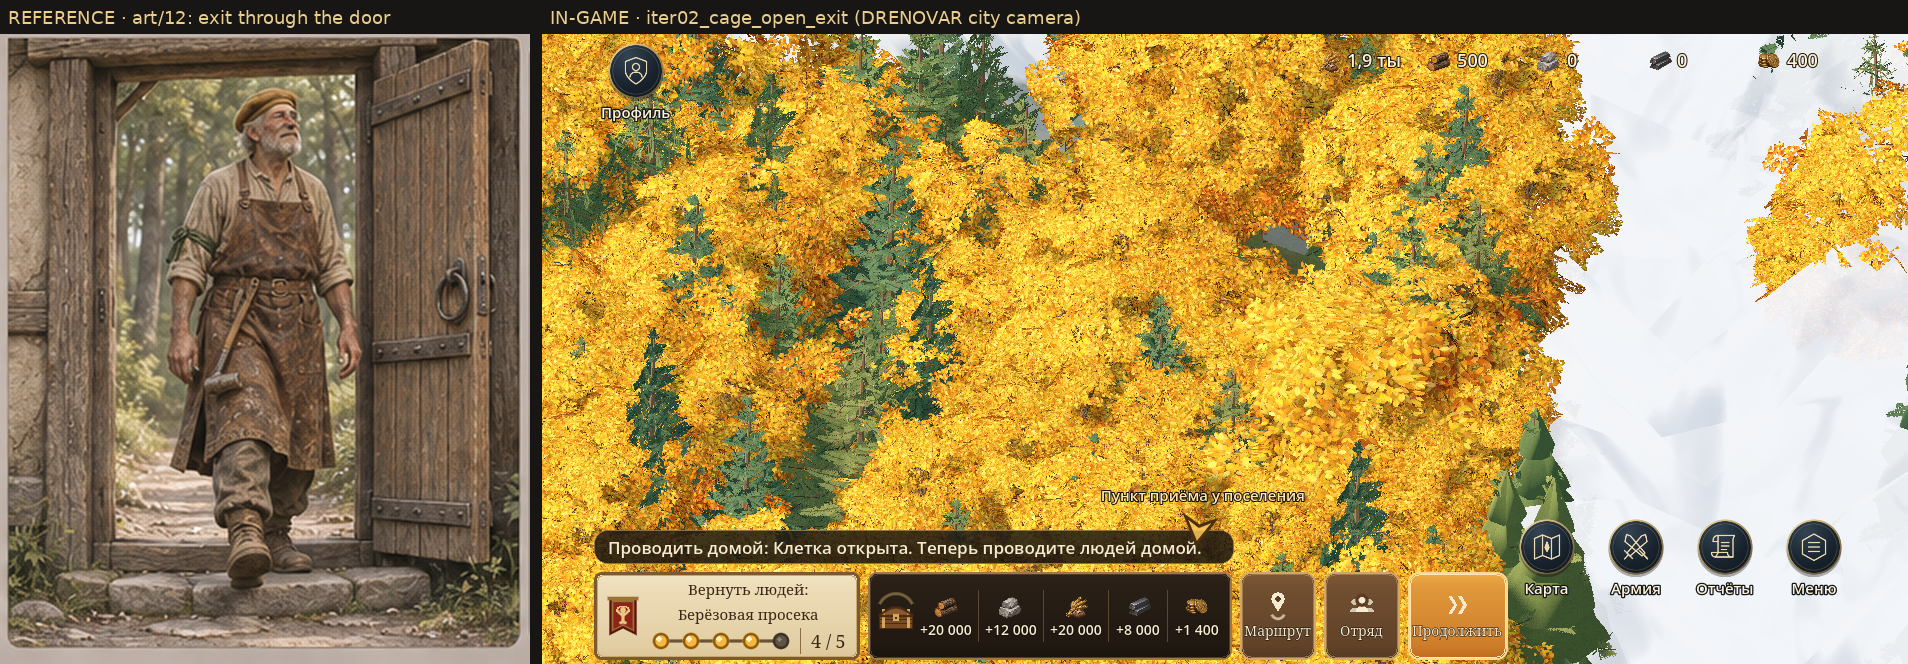 REFERENCE · art/12: exit through the door
IN-GAME · iter02_cage_open_exit (DRENOVAR city camera)
Профиль
1,9 ты
500
0
0
400
Пункт приёма у поселения
Проводить домой: Клетка открыта. Теперь проводите людей домой.
Вернуть людей:
Берёзовая просека
4 / 5
+20 000
+12 000
+20 000
+8 000
+1 400
Маршрут
Отряд
Продолжить
Карта
Армия
Отчёты
Меню